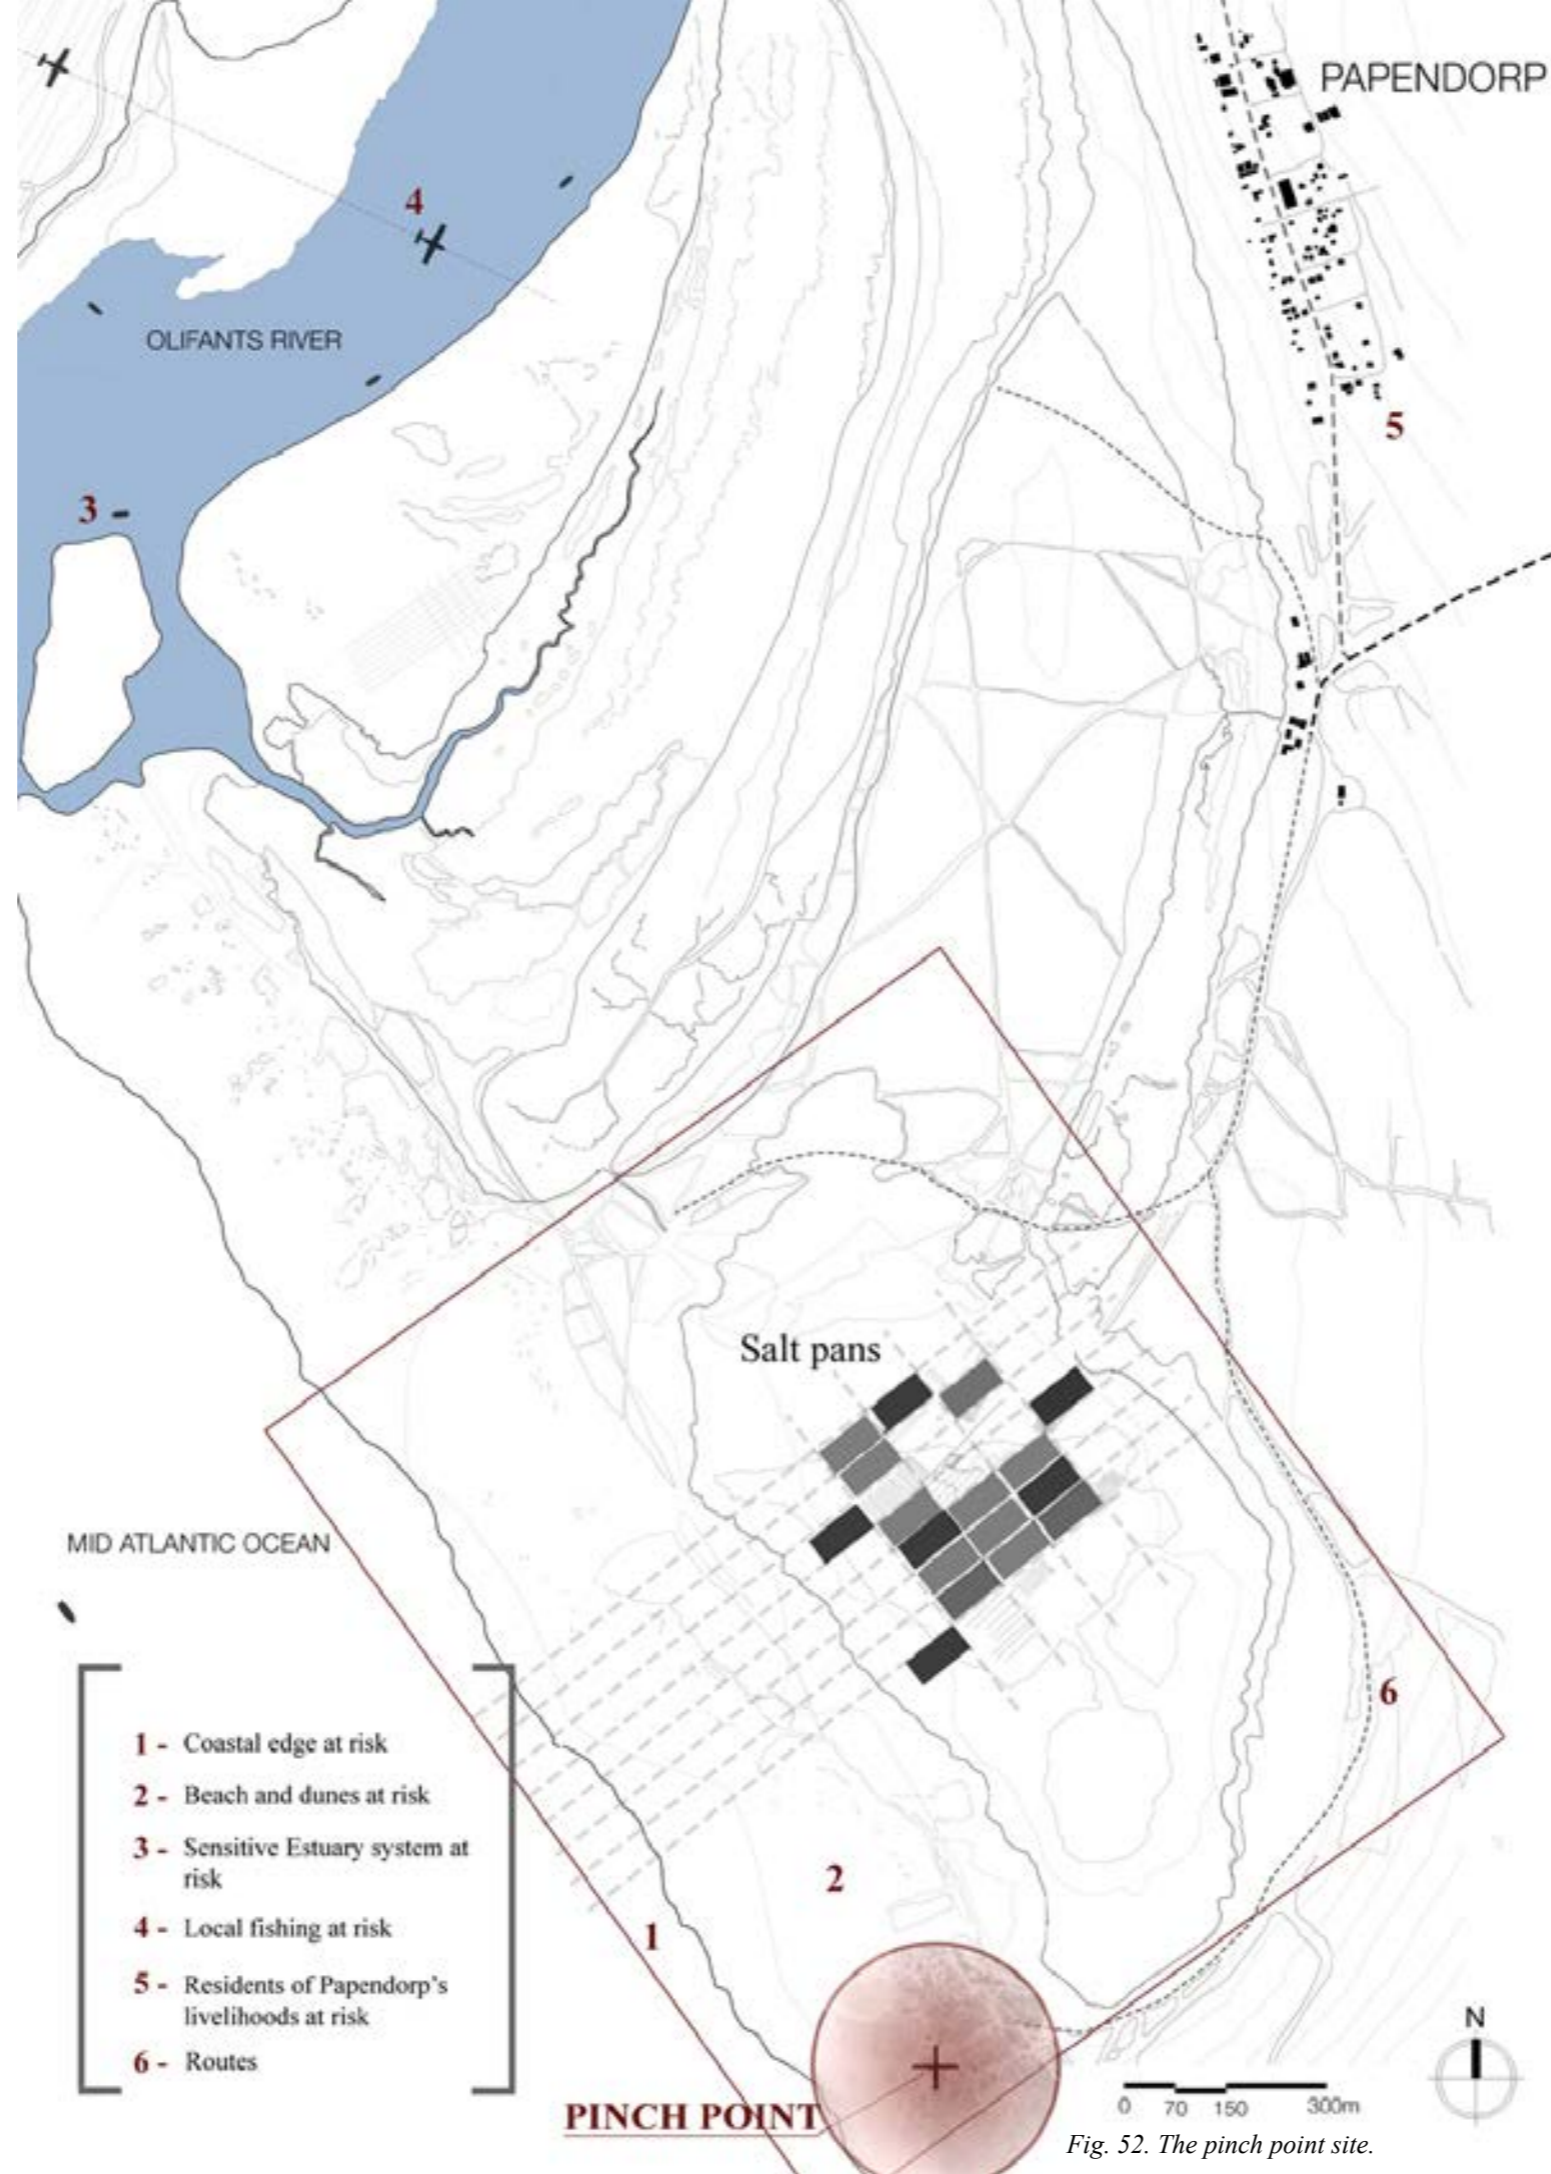 PAPENDORP
4
OLIFANTS RIVER
5
3
Salt pans
MID ATLANTIC OCEAN
6
1 - Coastal edge at risk
2 - Beach and dunes at risk
3 - Sensitive Estuary system at
risk
4 - Local fishing at risk
5 - Residents of Papendorp's
livelihoods at risk
6 - Routes
2
1
N
PINCH POINT
0 70 150 300m
Fig. 52. The pinch point site.